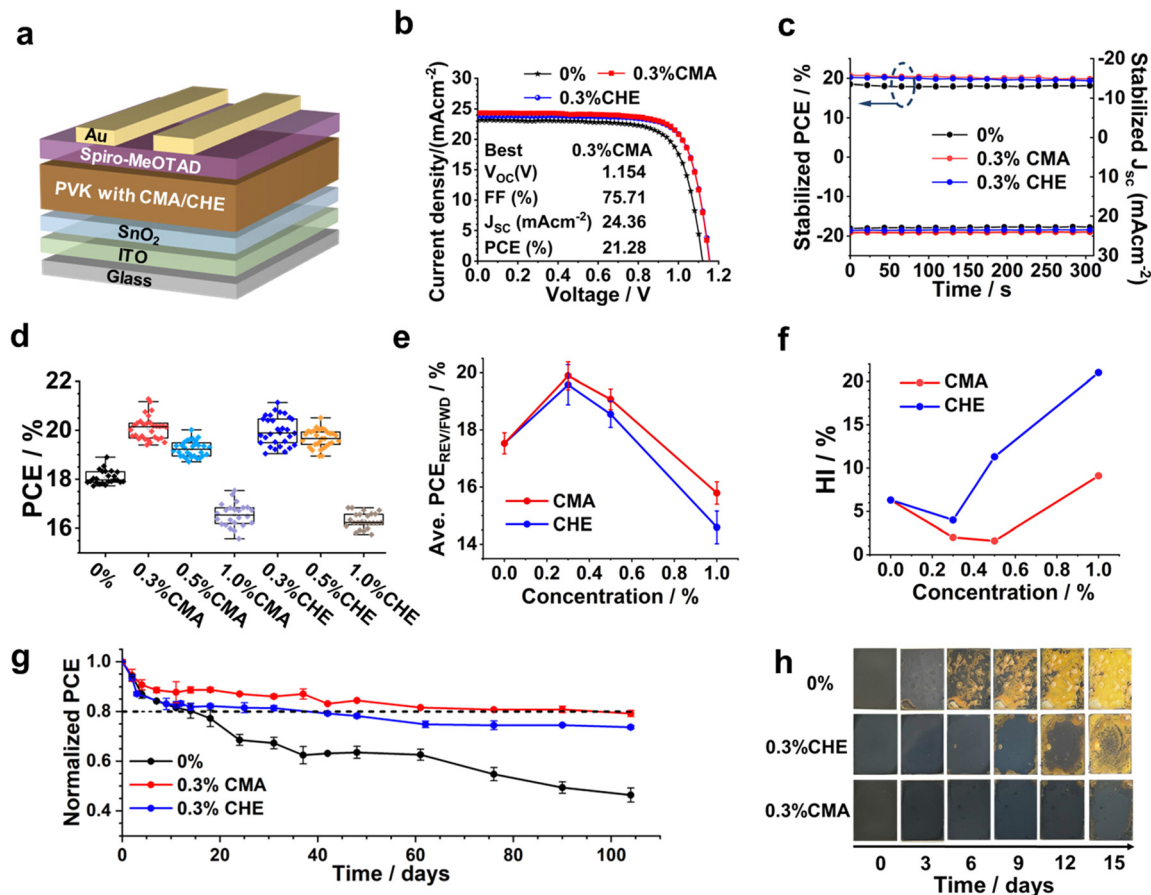 a
Au
Spiro-MeOTAD
PVK with CMA/CHE
SnO₂
ITO
Glass
b
Current density/(mAcm⁻²)
30
25
20
15
10
5
0
0% 0.3%CMA
0.3%CHE
Best 0.3%CMA
V_OC(V) 1.154
FF (%) 75.71
J_SC (mAcm⁻²) 24.36
PCE (%) 21.28
0.0 0.2 0.4 0.6 0.8 1.0 1.2
Voltage / V
c
Stabilized PCE / %
20
10
0
-10
-20
0%
0.3% CMA
0.3% CHE
-20
-10
0
10
20
30
Stabilized J_sc (mAcm⁻²)
0 50 100 150 200 250 300
Time / s
d
PCE / %
22
20
18
16
0% 0.3%CMA 0.5%CMA 1.0%CMA 0.3%CHE 0.5%CHE 1.0%CHE
e
Ave. PCE_REV/FWD / %
20
18
16
14
CMA
CHE
0.0 0.2 0.4 0.6 0.8 1.0
Concentration / %
f
HI / %
20
15
10
5
0
CMA
CHE
0.0 0.2 0.4 0.6 0.8 1.0
Concentration / %
g
Normalized PCE
1.0
0.8
0.6
0.4
0%
0.3% CMA
0.3% CHE
0 20 40 60 80 100
Time / days
h
0%
0.3%CHE
0.3%CMA
0 3 6 9 12 15
Time / days